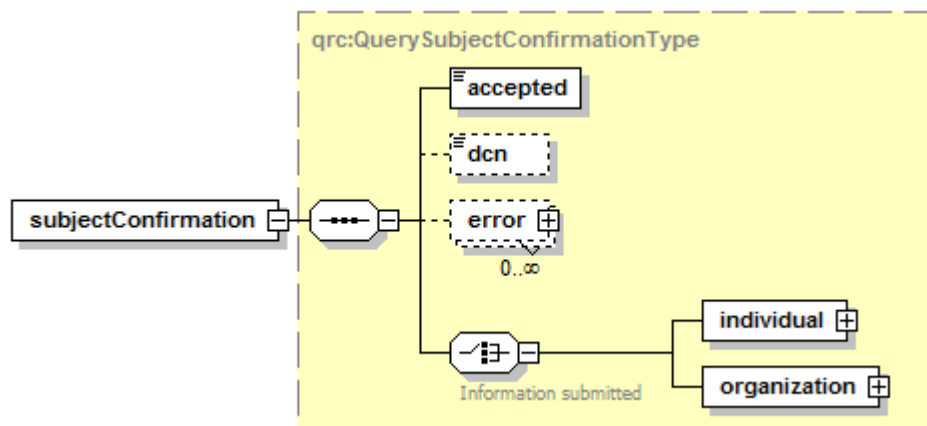 qrc:QuerySubjectConfirmationType
accepted
dcn
subjectConfirmation
error
0..∞
individual
Information submitted
organization